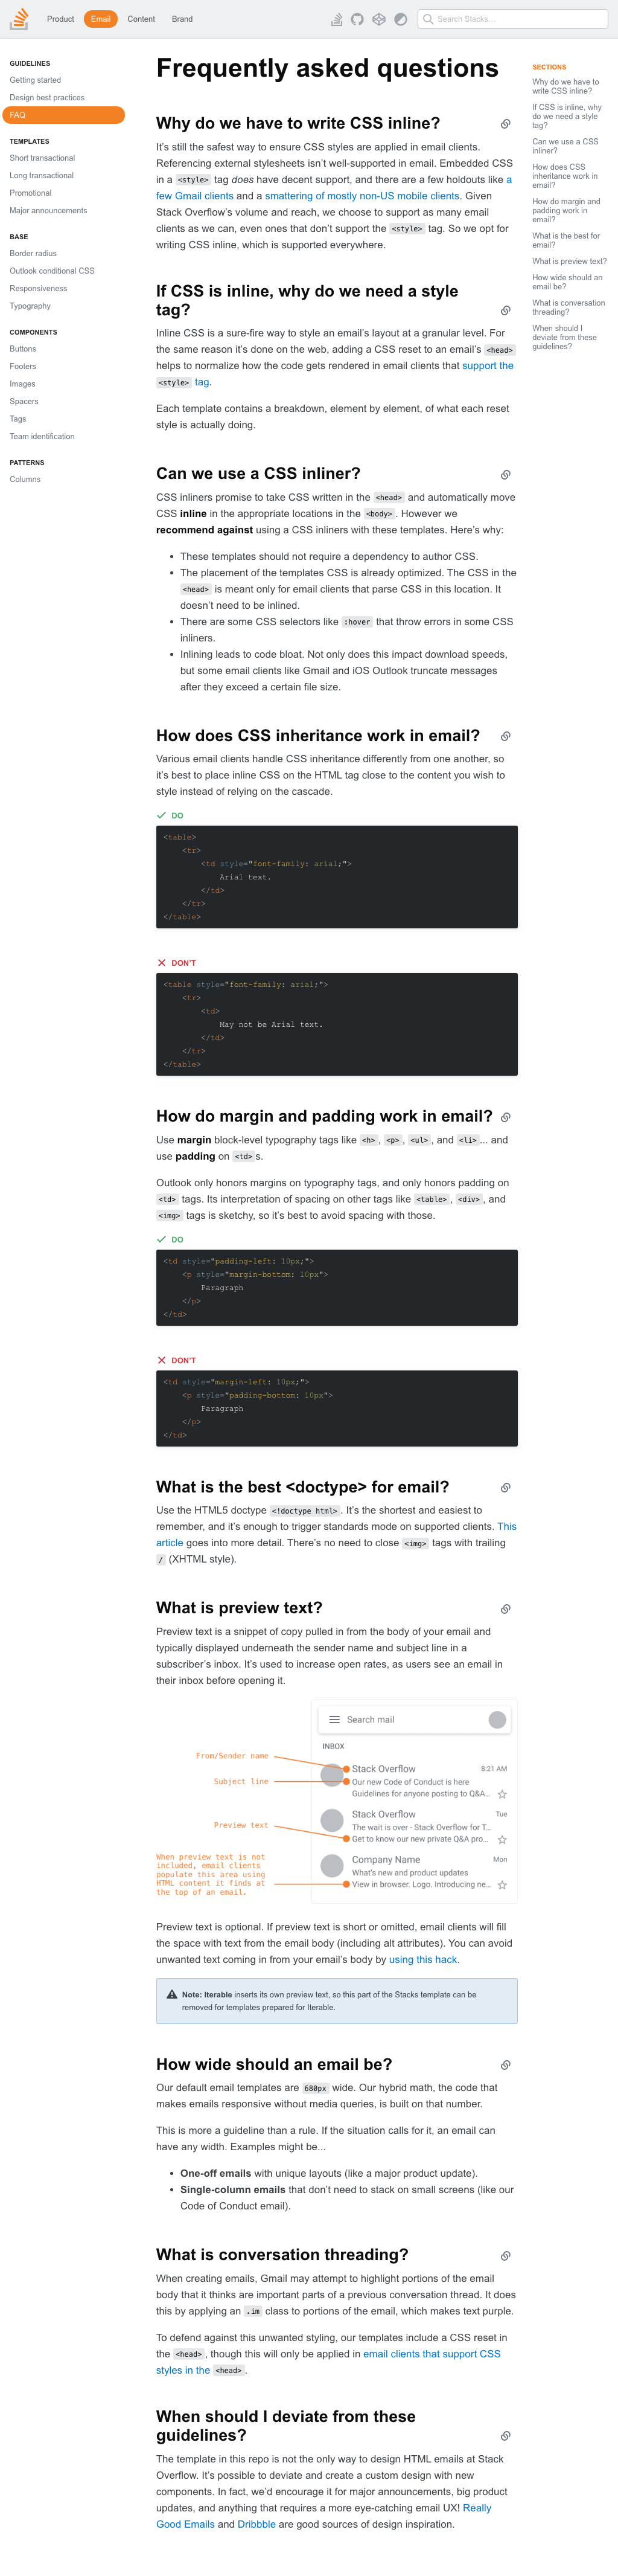 Product Email Content Brand
Search Stacks…
GUIDELINES
Getting started
Design best practices
FAQ
TEMPLATES
Short transactional
Long transactional
Promotional
Major announcements
BASE
Border radius
Outlook conditional CSS
Responsiveness
Typography
COMPONENTS
Buttons
Footers
Images
Spacers
Tags
Team identification
PATTERNS
Columns
Frequently asked questions
Why do we have to write CSS inline?
It’s still the safest way to ensure CSS styles are applied in email clients.
Referencing external stylesheets isn’t well-supported in email. Embedded CSS
in a <style> tag does have decent support, and there are a few holdouts like a
few Gmail clients and a smattering of mostly non-US mobile clients. Given
Stack Overflow’s volume and reach, we choose to support as many email
clients as we can, even ones that don’t support the <style> tag. So we opt for
writing CSS inline, which is supported everywhere.
If CSS is inline, why do we need a style
tag?
Inline CSS is a sure-fire way to style an email’s layout at a granular level. For
the same reason it’s done on the web, adding a CSS reset to an email’s <head>
helps to normalize how the code gets rendered in email clients that support the
<style> tag.
Each template contains a breakdown, element by element, of what each reset
style is actually doing.
Can we use a CSS inliner?
CSS inliners promise to take CSS written in the <head> and automatically move
CSS inline in the appropriate locations in the <body>. However we
recommend against using a CSS inliners with these templates. Here’s why:
• These templates should not require a dependency to author CSS.
• The placement of the templates CSS is already optimized. The CSS in the
<head> is meant only for email clients that parse CSS in this location. It
doesn’t need to be inlined.
• There are some CSS selectors like :hover that throw errors in some CSS
inliners.
• Inlining leads to code bloat. Not only does this impact download speeds,
but some email clients like Gmail and iOS Outlook truncate messages
after they exceed a certain file size.
How does CSS inheritance work in email?
Various email clients handle CSS inheritance differently from one another, so
it’s best to place inline CSS on the HTML tag close to the content you wish to
style instead of relying on the cascade.
DO
<table>
<tr>
<td style="font-family: arial;">
Arial text.
</td>
</tr>
</table>
DON’T
<table style="font-family: arial;">
<tr>
<td>
May not be Arial text.
</td>
</tr>
</table>
How do margin and padding work in email?
Use margin block-level typography tags like <h>, <p>, <ul>, and <li>... and
use padding on <td>s.
Outlook only honors margins on typography tags, and only honors padding on
<td> tags. Its interpretation of spacing on other tags like <table>, <div>, and
<img> tags is sketchy, so it’s best to avoid spacing with those.
DO
<td style="padding-left: 10px;">
<p style="margin-bottom: 10px">
Paragraph
</p>
</td>
DON’T
<td style="margin-left: 10px;">
<p style="padding-bottom: 10px">
Paragraph
</p>
</td>
What is the best <doctype> for email?
Use the HTML5 doctype <!doctype html>. It’s the shortest and easiest to
remember, and it’s enough to trigger standards mode on supported clients. This
article goes into more detail. There’s no need to close <img> tags with trailing
/ (XHTML style).
What is preview text?
Preview text is a snippet of copy pulled in from the body of your email and
typically displayed underneath the sender name and subject line in a
subscriber’s inbox. It’s used to increase open rates, as users see an email in
their inbox before opening it.
Search mail
INBOX
From/Sender name
Stack Overflow 8:21 AM
Subject line
Our new Code of Conduct is here
Guidelines for anyone posting to Q&A...
Stack Overflow Tue
Preview text
The wait is over - Stack Overflow for T...
Get to know our new private Q&A pro...
When preview text is not
included, email clients
populate this area using
HTML content it finds at
the top of an email.
Company Name Mon
What’s new and product updates
View in browser. Logo. Introducing ne...
Preview text is optional. If preview text is short or omitted, email clients will fill
the space with text from the email body (including alt attributes). You can avoid
unwanted text coming in from your email’s body by using this hack.
Note: Iterable inserts its own preview text, so this part of the Stacks template can be
removed for templates prepared for Iterable.
How wide should an email be?
Our default email templates are 680px wide. Our hybrid math, the code that
makes emails responsive without media queries, is built on that number.
This is more a guideline than a rule. If the situation calls for it, an email can
have any width. Examples might be...
• One-off emails with unique layouts (like a major product update).
• Single-column emails that don’t need to stack on small screens (like our
Code of Conduct email).
What is conversation threading?
When creating emails, Gmail may attempt to highlight portions of the email
body that it thinks are important parts of a previous conversation thread. It does
this by applying an .im class to portions of the email, which makes text purple.
To defend against this unwanted styling, our templates include a CSS reset in
the <head>, though this will only be applied in email clients that support CSS
styles in the <head>.
When should I deviate from these
guidelines?
The template in this repo is not the only way to design HTML emails at Stack
Overflow. It’s possible to deviate and create a custom design with new
components. In fact, we’d encourage it for major announcements, big product
updates, and anything that requires a more eye-catching email UX! Really
Good Emails and Dribbble are good sources of design inspiration.
SECTIONS
Why do we have to
write CSS inline?
If CSS is inline, why
do we need a style
tag?
Can we use a CSS
inliner?
How does CSS
inheritance work in
email?
How do margin and
padding work in
email?
What is the best for
email?
What is preview text?
How wide should an
email be?
What is conversation
threading?
When should I
deviate from these
guidelines?